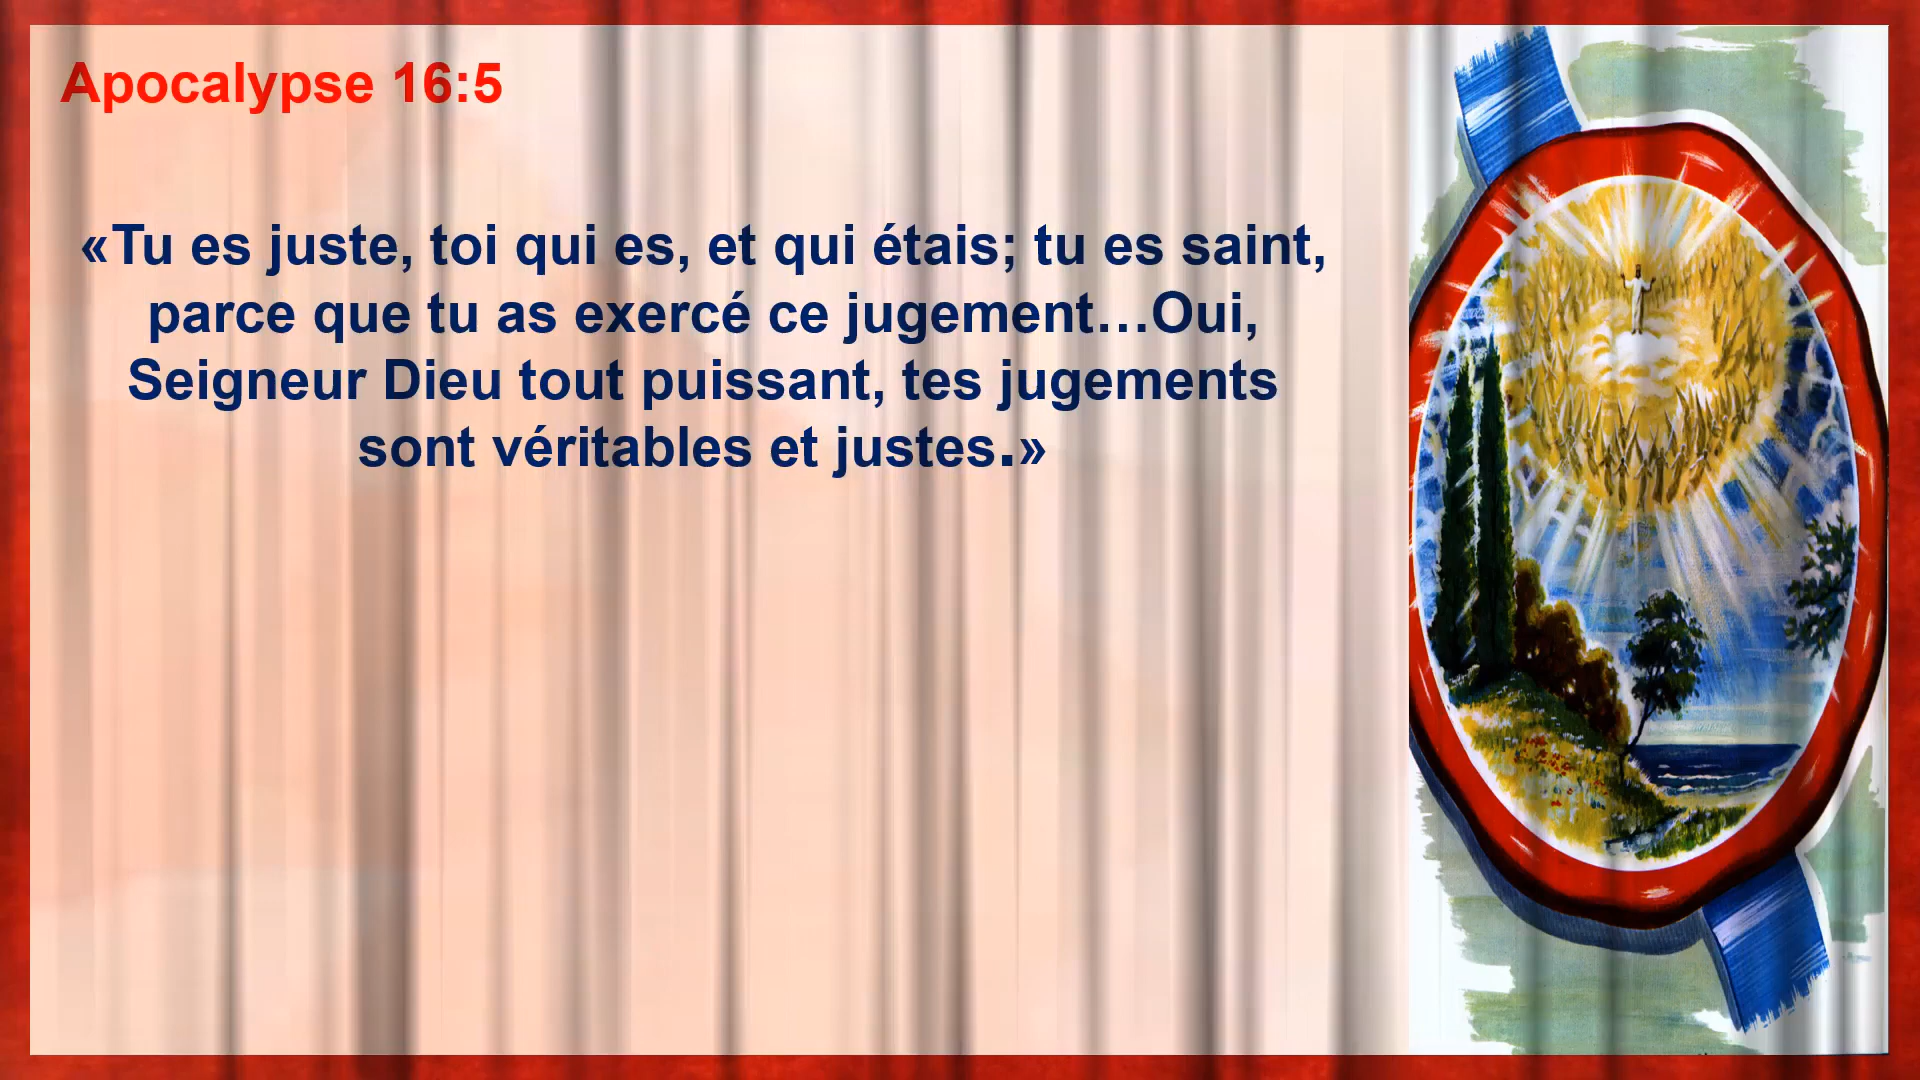 Apocalypse 16:5
«Tu es juste, toi qui es, et qui étais; tu es saint,
parce que tu as exercé ce jugement…Oui,
Seigneur Dieu tout puissant, tes jugements
sont véritables et justes.»